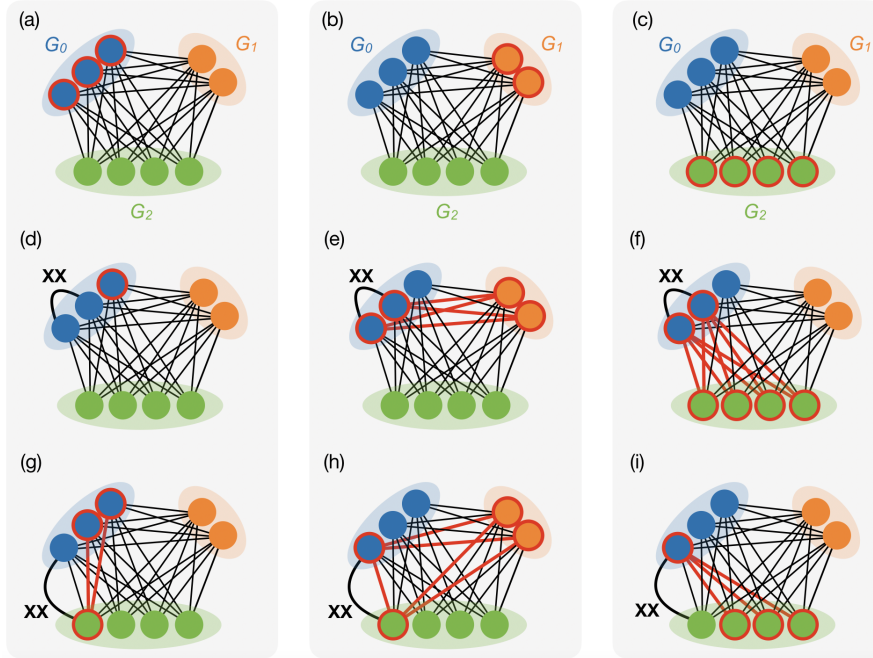 (a) (b) (c)
G₀ G₁ G₀ G₁ G₀ G₁
G₂ G₂ G₂
(d) (e) (f)
XX XX XX
(g) (h) (i)
XX XX XX